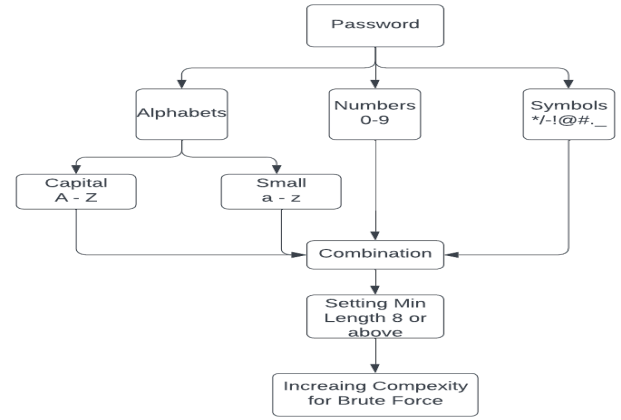 Password
Alphabets
Numbers
0-9
Symbols
*/-!@#._
Capital
A - Z
Small
a - z
Combination
Setting Min
Length 8 or
above
Increaing Compexity
for Brute Force